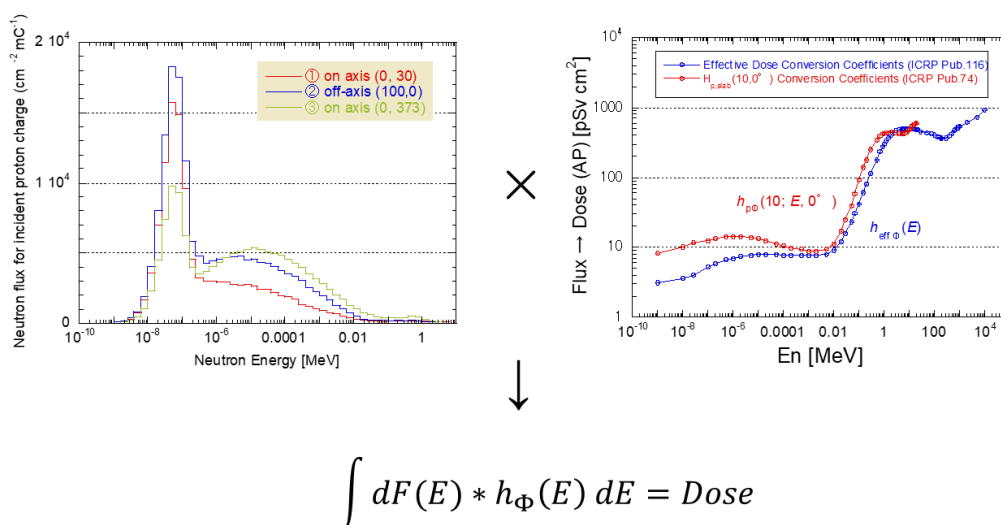 Neutron flux for incident proton charge (cm⁻² mC⁻¹)
2 10⁴
1 10⁴
0
① on axis (0, 30)
② off-axis (100,0)
③ on axis (0, 373)
10⁻¹⁰ 10⁻⁸ 10⁻⁶ 0.0001 0.01 1
Neutron Energy [MeV]
×
Flux → Dose (AP) [pSv cm²]
Effective Dose Conversion Coefficients (ICRP Pub.116)
H_p,slab(10,0°) Conversion Coefficients (ICRP Pub.74)
10⁴
1000
100
10
1
h_pΦ(10; E, 0°)
h_eff Φ(E)
10⁻¹⁰ 10⁻⁸ 10⁻⁶ 0.0001 0.01 1 100 10⁴
En [MeV]
↓
∫ dF(E) * h_Φ(E) dE = Dose